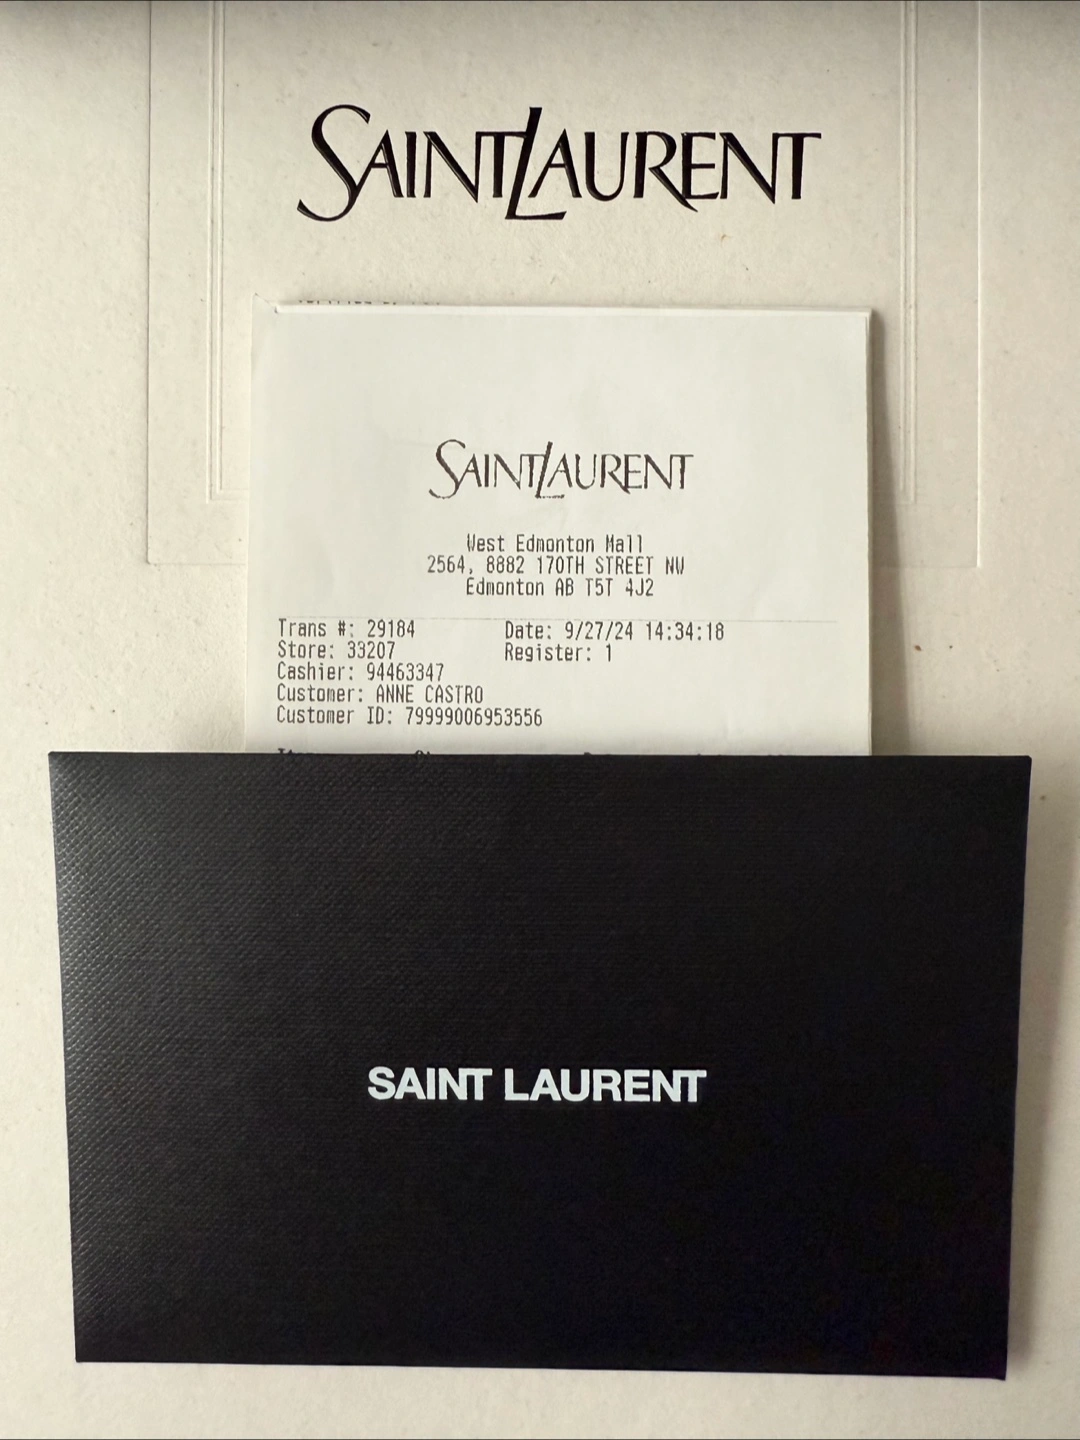 SAINT LAURENT
SAINT LAURENT
West Edmonton Mall
2564, 8882 170TH STREET NW
Edmonton AB T5T 4J2
Trans #: 29184 Date: 9/27/24 14:34:18
Store: 33207 Register: 1
Cashier: 94463347
Customer: ANNE CASTRO
Customer ID: 79999006953556
SAINT LAURENT